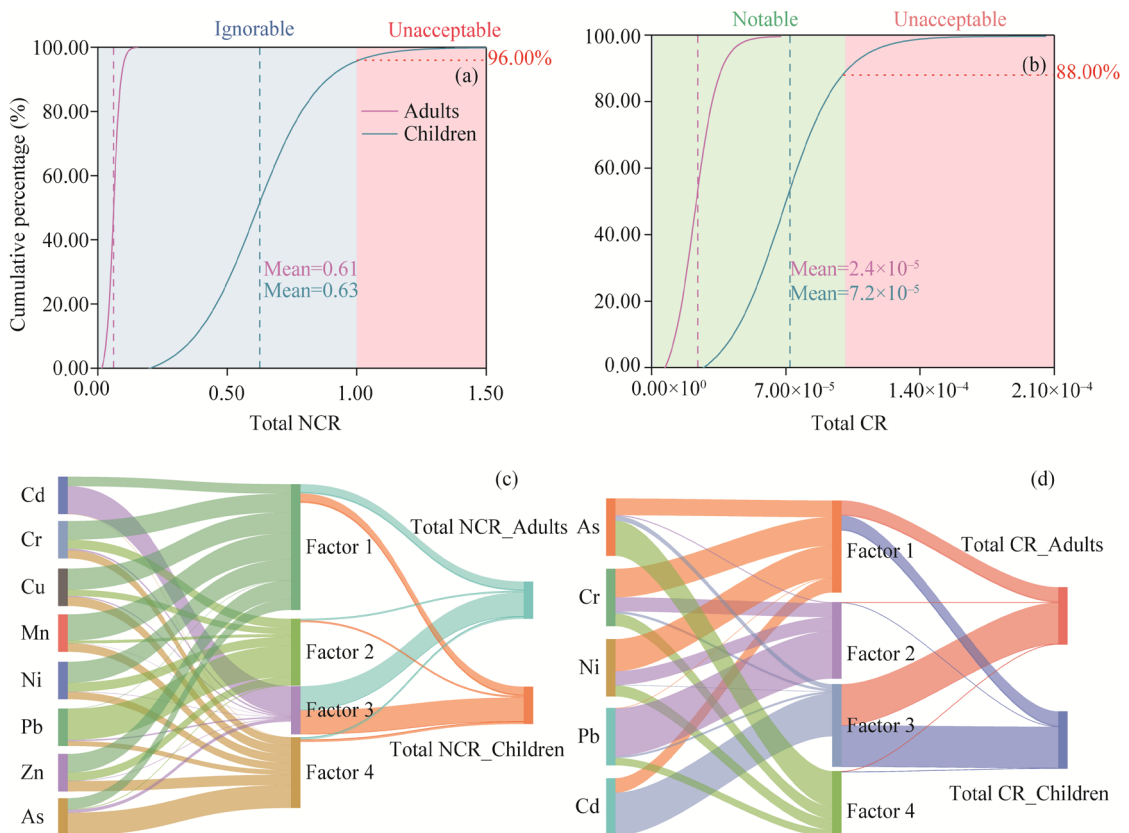 Ignorable
Unacceptable
100.00
80.00
60.00
40.00
20.00
0.00
Cumulative percentage (%)
(a)
96.00%
Adults
Children
Mean=0.61
Mean=0.63
0.00
0.50
1.00
1.50
Total NCR
Notable
Unacceptable
100.00
80.00
60.00
40.00
20.00
0.00
(b)
88.00%
Mean=2.4×10⁻⁵
Mean=7.2×10⁻⁵
0.00×10⁰
7.00×10⁻⁵
1.40×10⁻⁴
2.10×10⁻⁴
Total CR
(c)
Cd
Cr
Cu
Mn
Ni
Pb
Zn
As
Factor 1
Factor 2
Factor 3
Factor 4
Total NCR_Adults
Total NCR_Children
(d)
As
Cr
Ni
Pb
Cd
Factor 1
Factor 2
Factor 3
Factor 4
Total CR_Adults
Total CR_Children